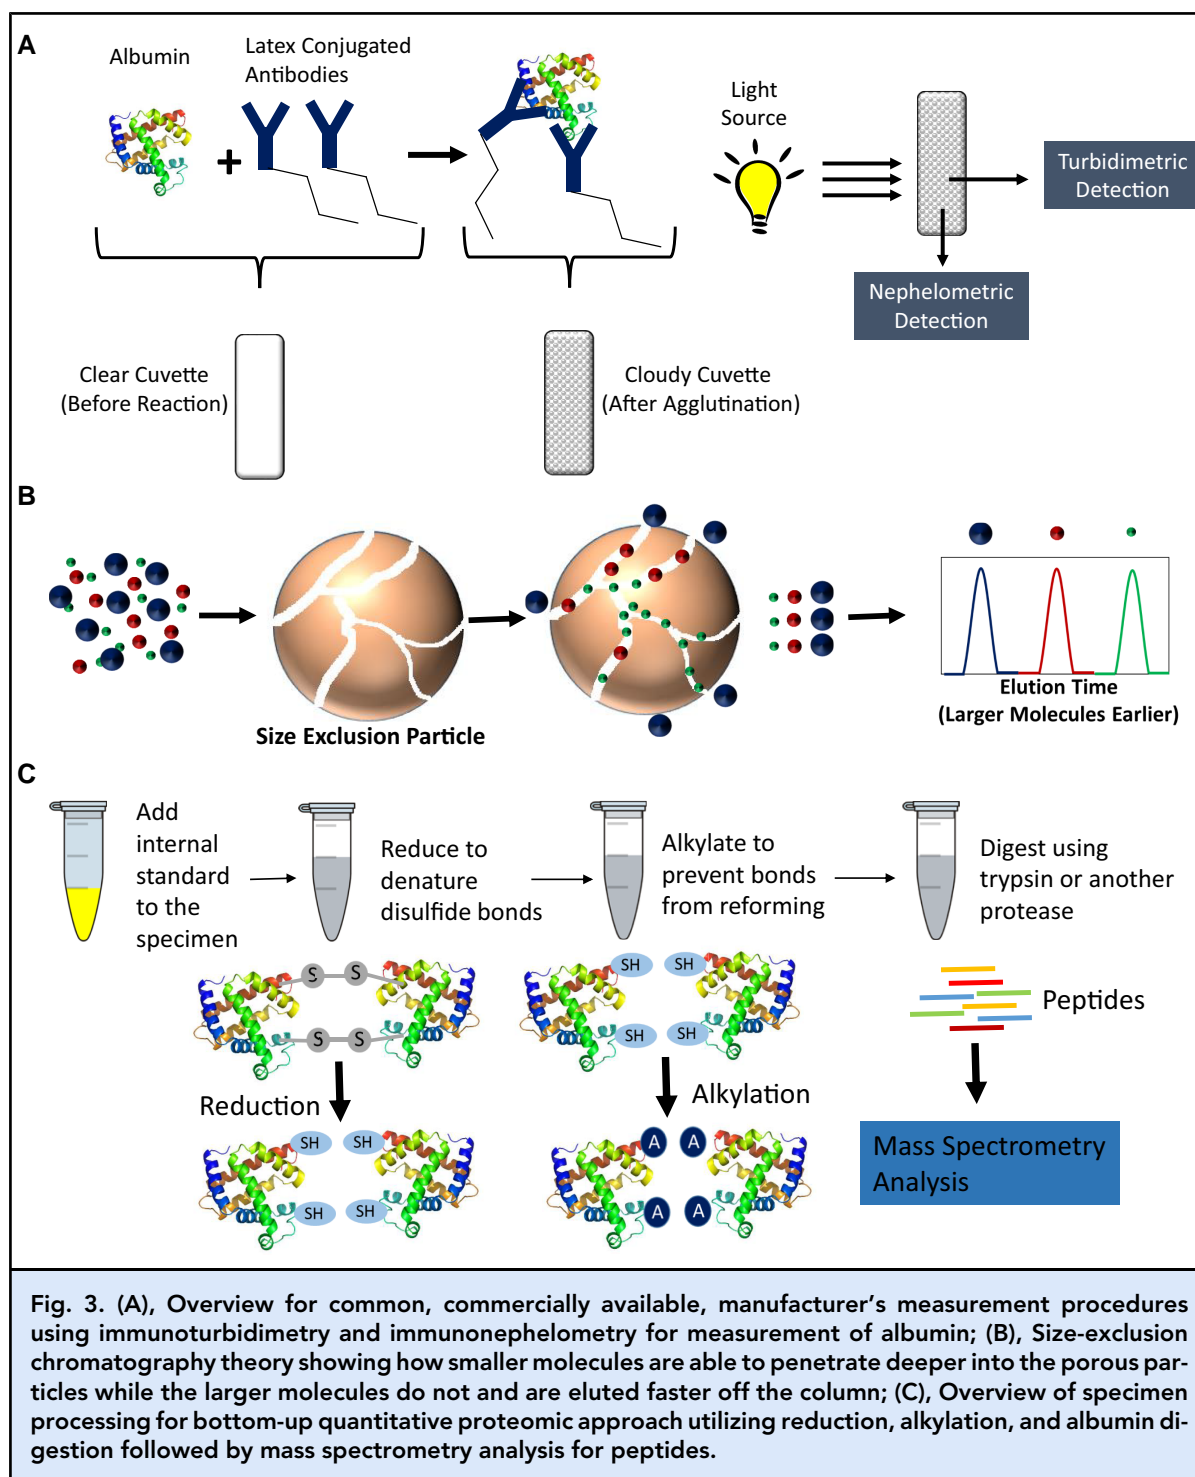 A
Albumin
Latex Conjugated
Antibodies
+
Light
Source
Turbidimetric
Detection
Nephelometric
Detection
Clear Cuvette
(Before Reaction)
Cloudy Cuvette
(After Agglutination)
B
Size Exclusion Particle
Elution Time
(Larger Molecules Earlier)
C
Add
internal
standard
to the
specimen
Reduce to
denature
disulfide bonds
Alkylate to
prevent bonds
from reforming
Digest using
trypsin or another
protease
S S
S S
Reduction
SH SH
SH SH
SH SH
SH SH
Alkylation
A A
A A
Peptides
Mass Spectrometry
Analysis
Fig. 3. (A), Overview for common, commercially available, manufacturer’s measurement procedures
using immunoturbidimetry and immunonephelometry for measurement of albumin; (B), Size-exclusion
chromatography theory showing how smaller molecules are able to penetrate deeper into the porous par-
ticles while the larger molecules do not and are eluted faster off the column; (C), Overview of specimen
processing for bottom-up quantitative proteomic approach utilizing reduction, alkylation, and albumin di-
gestion followed by mass spectrometry analysis for peptides.